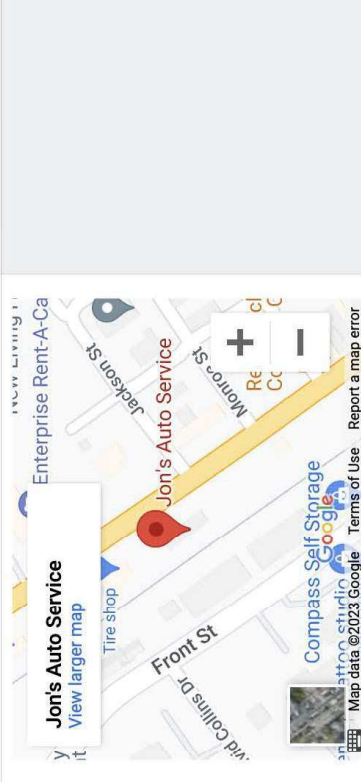 Enterprise Rent-A-Ca
Jon's Auto Service
View larger map
Tire shop
Jackson St
Jon's Auto Service
Monroe St
Front St
Compass Self Storage
Google
Map data ©2023 Google
Terms of Use
Report a map error